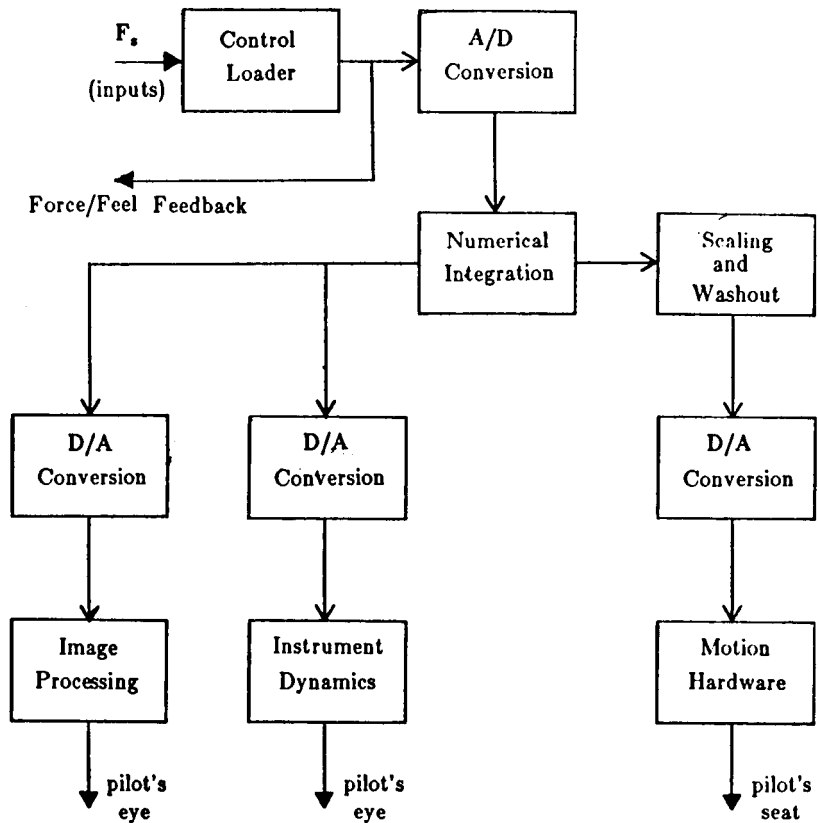 F_s
(inputs)
Control
Loader
A/D
Conversion
Force/Feel Feedback
Numerical
Integration
Scaling
and
Washout
D/A
Conversion
D/A
Conversion
D/A
Conversion
Image
Processing
Instrument
Dynamics
Motion
Hardware
pilot's
eye
pilot's
eye
pilot's
seat